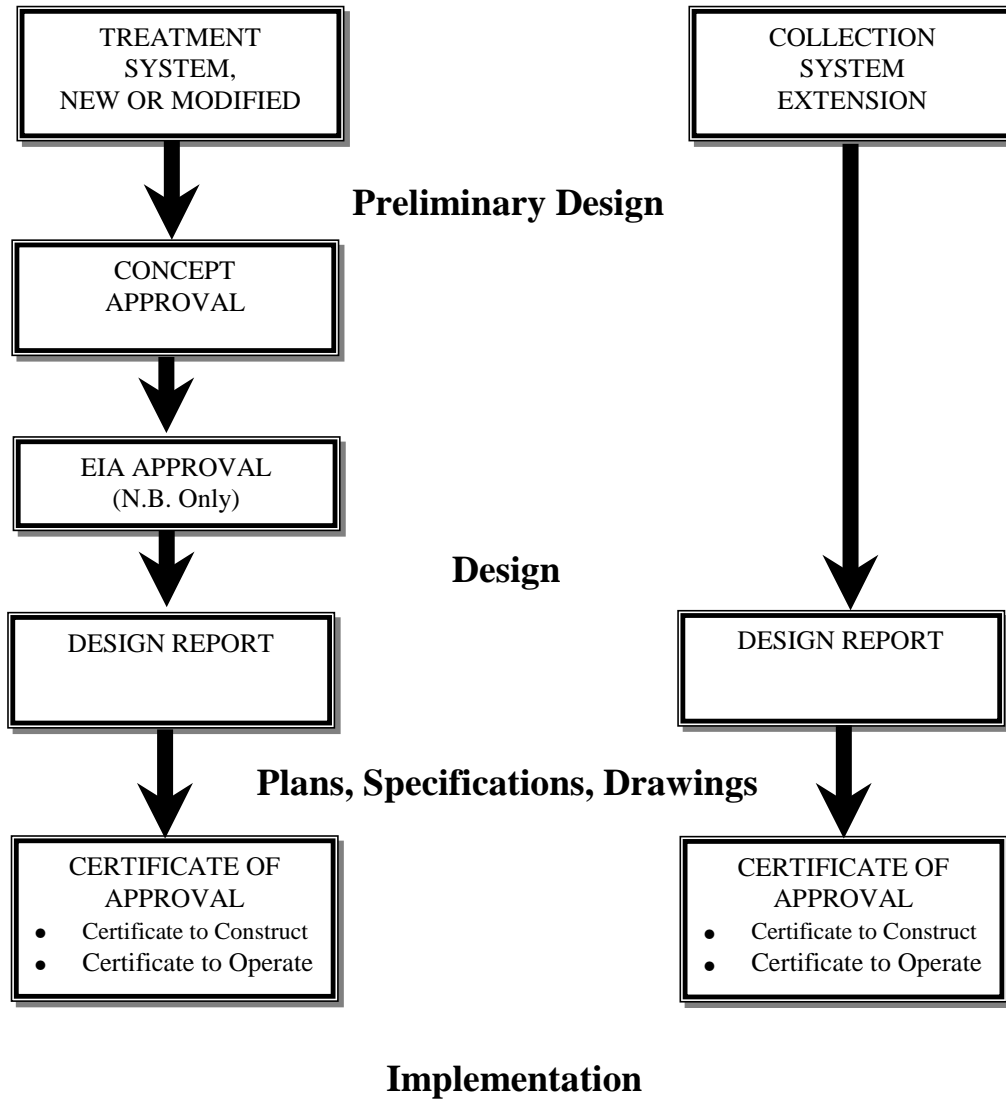 TREATMENT
SYSTEM,
NEW OR MODIFIED
COLLECTION
SYSTEM
EXTENSION
Preliminary Design
CONCEPT
APPROVAL
EIA APPROVAL
(N.B. Only)
Design
DESIGN REPORT
DESIGN REPORT
Plans, Specifications, Drawings
CERTIFICATE OF
APPROVAL
• Certificate to Construct
• Certificate to Operate
CERTIFICATE OF
APPROVAL
• Certificate to Construct
• Certificate to Operate
Implementation